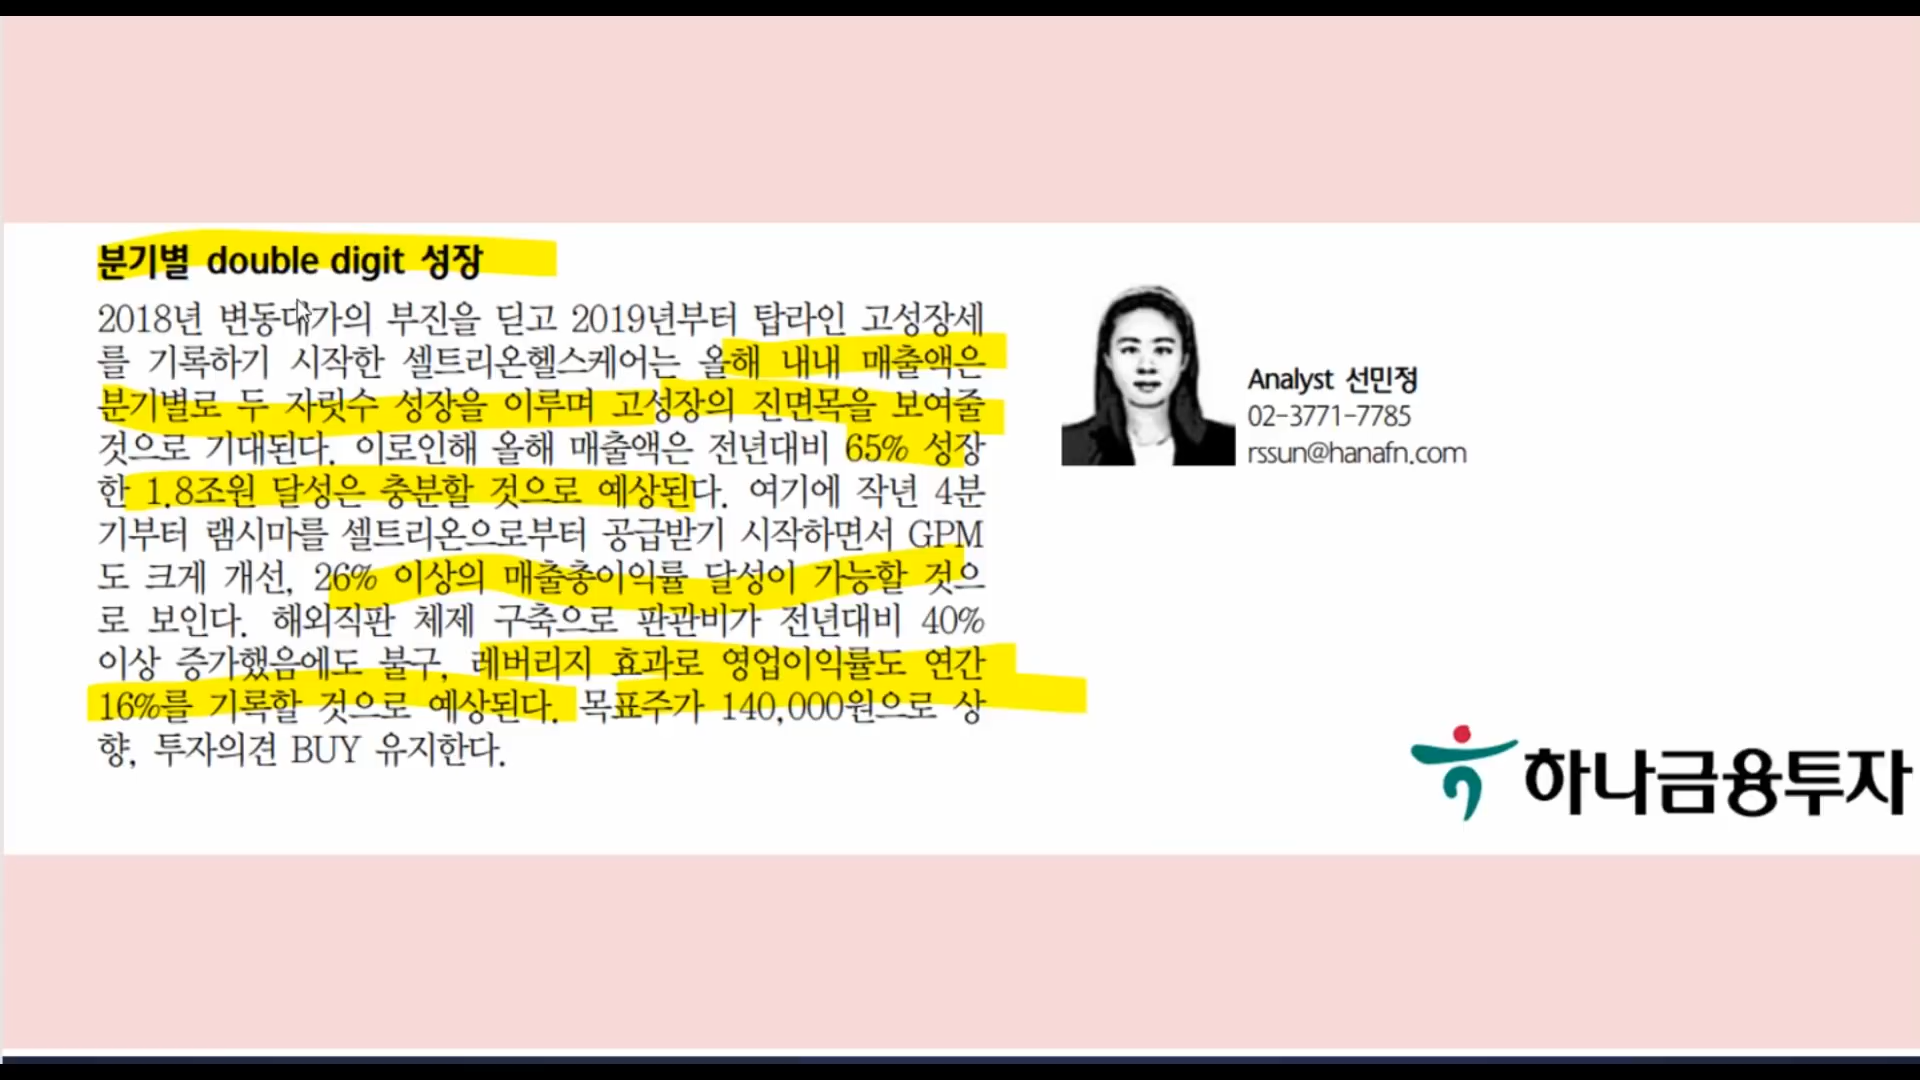 분기별 double digit 성장
2018년 변동대가의 부진을 딛고 2019년부터 탑라인 고성장세
를 기록하기 시작한 셀트리온헬스케어는 올해 내내 매출액은
분기별로 두 자릿수 성장을 이루며 고성장의 진면목을 보여줄
것으로 기대된다. 이로인해 올해 매출액은 전년대비 65% 성장
한 1.8조원 달성은 충분할 것으로 예상된다. 여기에 작년 4분
기부터 램시마를 셀트리온으로부터 공급받기 시작하면서 GPM
도 크게 개선, 26% 이상의 매출총이익률 달성이 가능할 것으
로 보인다. 해외직판 체제 구축으로 판관비가 전년대비 40%
이상 증가했음에도 불구, 레버리지 효과로 영업이익률도 연간
16%를 기록할 것으로 예상된다. 목표주가 140,000원으로 상
향, 투자의견 BUY 유지한다.
Analyst 선민정
02-3771-7785
rssun@hanafn.com
하나금융투자